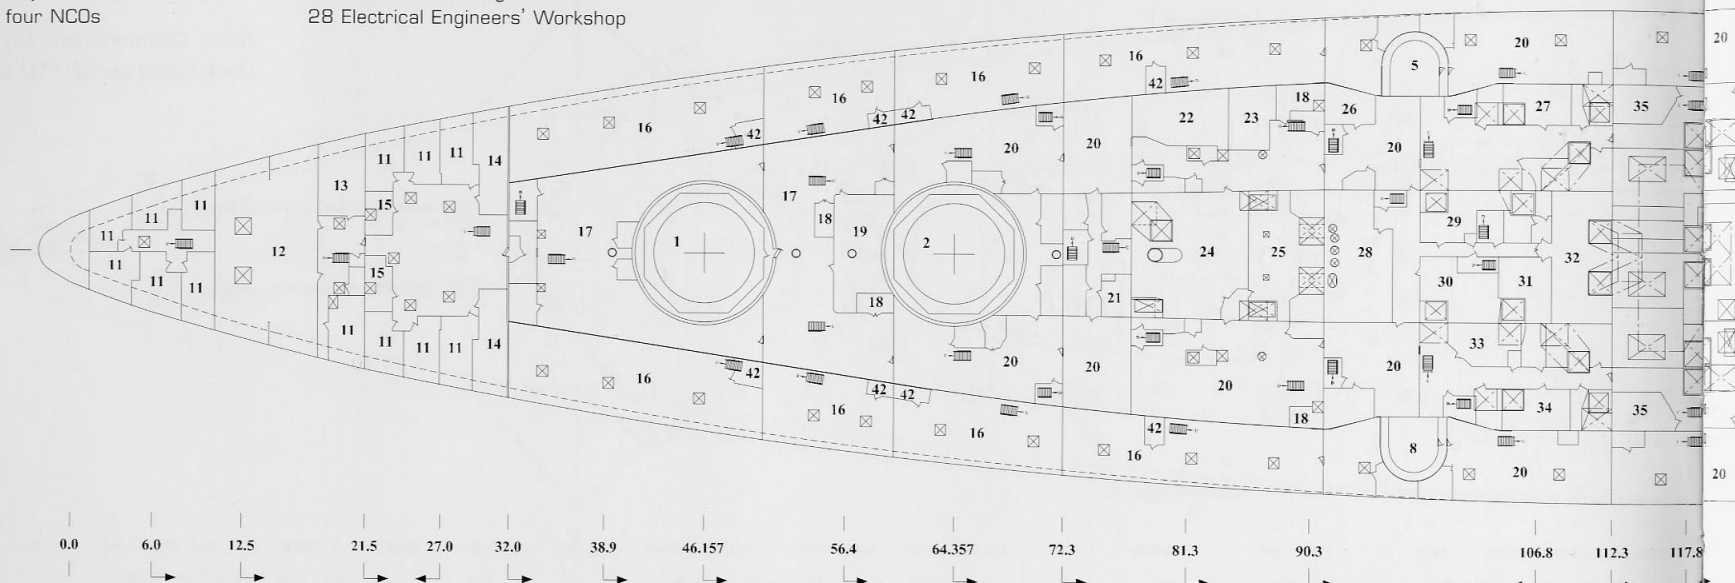 four NCOs
28 Electrical Engineers' Workshop
16 20 20
16 5
16 42
16 42 42 18 26 27 35
16 42 22 23
11 11 11 14 20 20 20
13
11 15 17 18 29
11
11 17 1 19 2 24 25 28 32
12
11 15 30 31
11 11 18 21
11 11 11 11 14 33
20 20 20 20
16 42 42 42 18 34 35
16 16 42 16 8
20 20
0.0 6.0 12.5 21.5 27.0 32.0 38.9 46.157 56.4 64.357 72.3 81.3 90.3 106.8 112.3 117.8